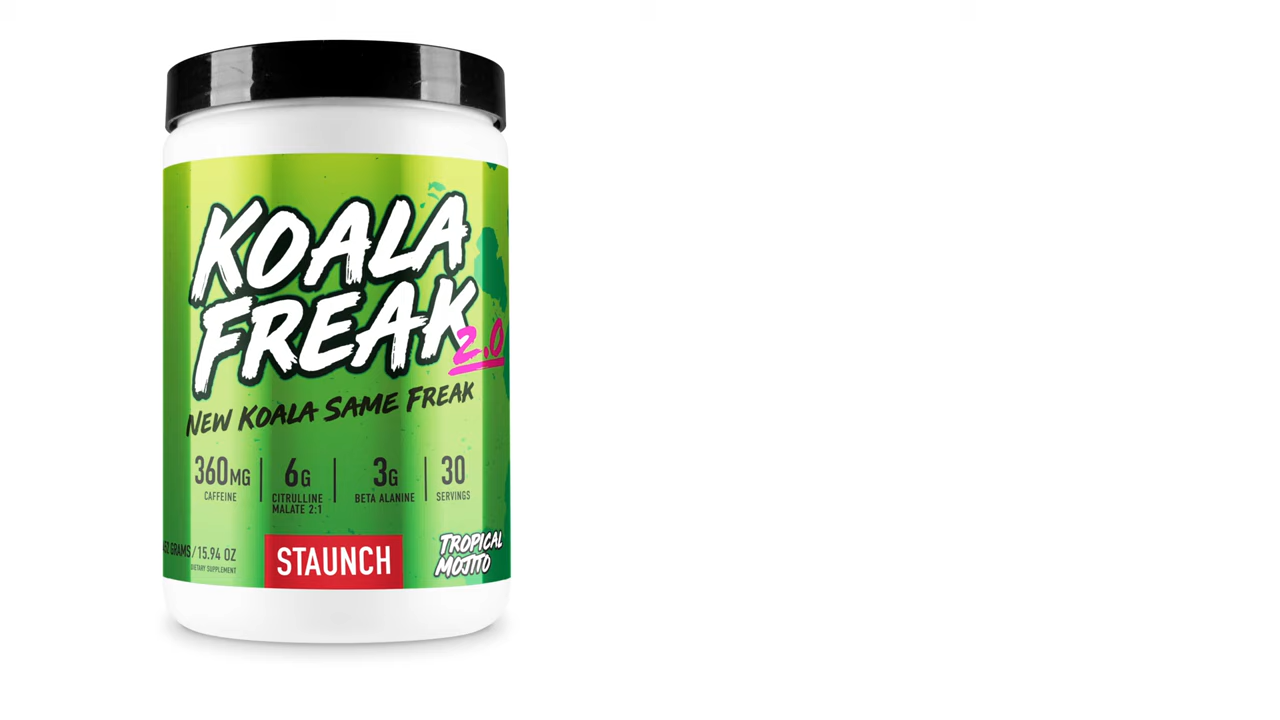 KOALA
FREAK
2.0
NEW KOALA SAME FREAK
360MG
CAFFEINE
6G
CITRULLINE
MALATE 2:1
3G
BETA ALANINE
30
SERVINGS
GRAMS / 15.94 OZ
DIETARY SUPPLEMENT
STAUNCH
TROPICAL
MOJITO